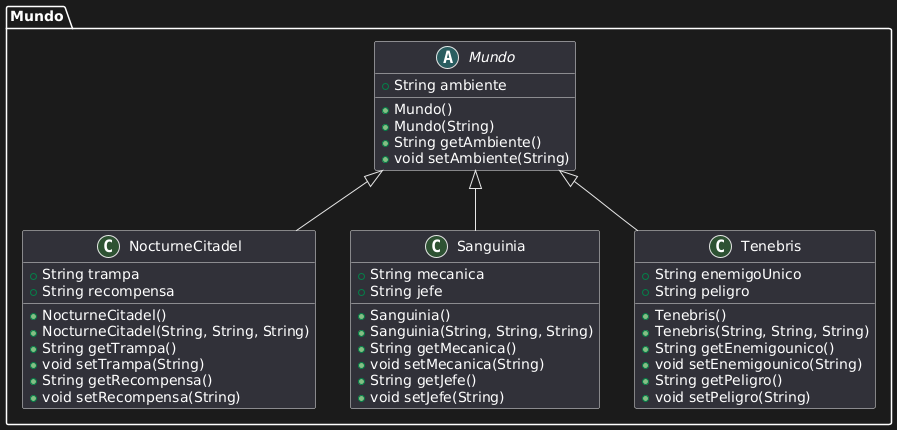 Mundo
A Mundo
String ambiente
Mundo()
Mundo(String)
String getAmbiente()
void setAmbiente(String)
C NocturneCitadel
String trampa
String recompensa
NocturneCitadel()
NocturneCitadel(String, String, String)
String getTrampa()
void setTrampa(String)
String getRecompensa()
void setRecompensa(String)
C Sanguinia
String mecanica
String jefe
Sanguinia()
Sanguinia(String, String, String)
String getMecanica()
void setMecanica(String)
String getJefe()
void setJefe(String)
C Tenebris
String enemigoUnico
String peligro
Tenebris()
Tenebris(String, String, String)
String getEnemigounico()
void setEnemigounico(String)
String getPeligro()
void setPeligro(String)